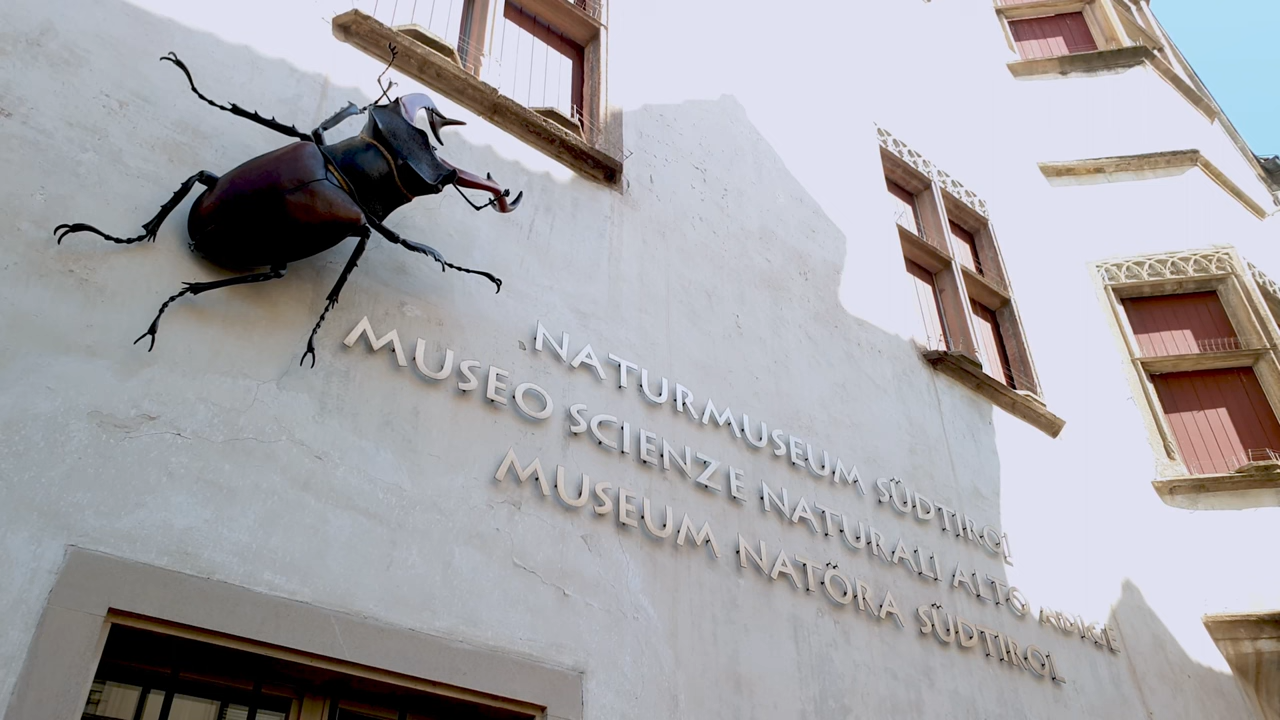 NATURMUSEUM SÜDTIROL
MUSEO SCIENZE NATURALI ALTO ADIGE
MUSEUM NATÖRA SÜDTIROL